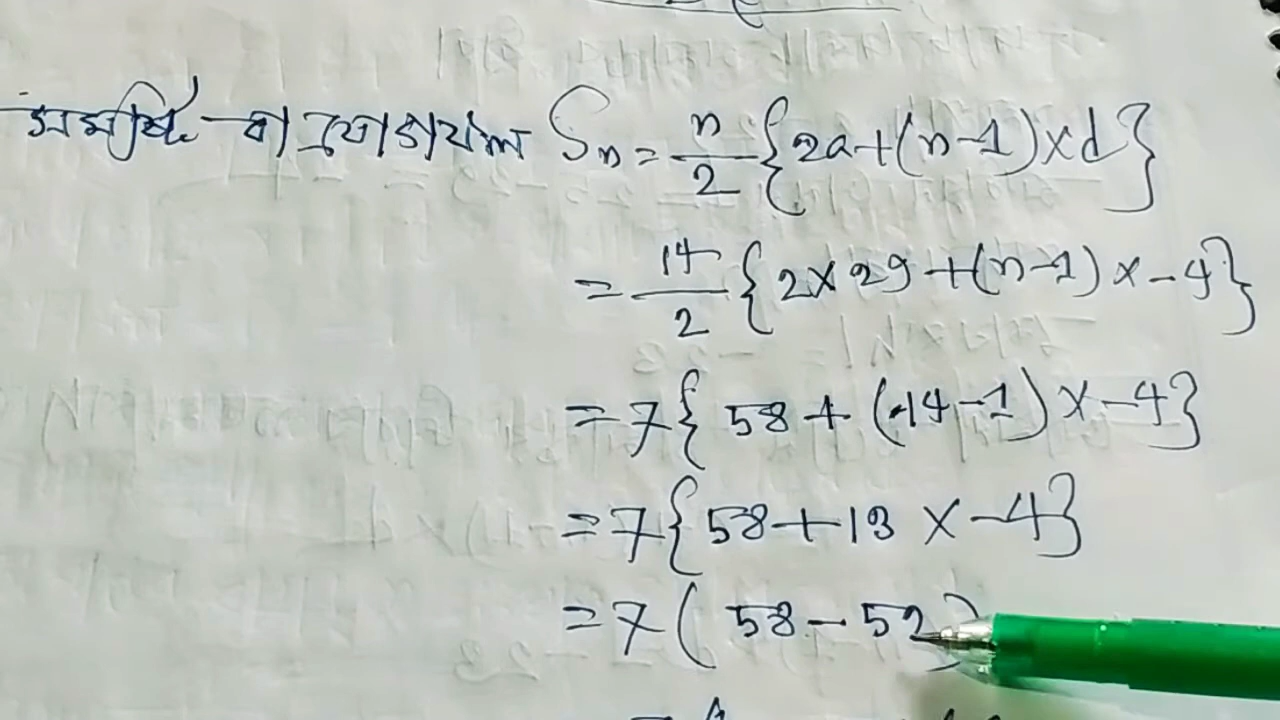 সমষ্টি বা যোগফল Sn = n/2 {2a+(n-1)×d}
= 14/2 {2×29+(n-1)×-4}
= 7{58+(14-1)×-4}
= 7{58+13×-4}
= 7(58-52)